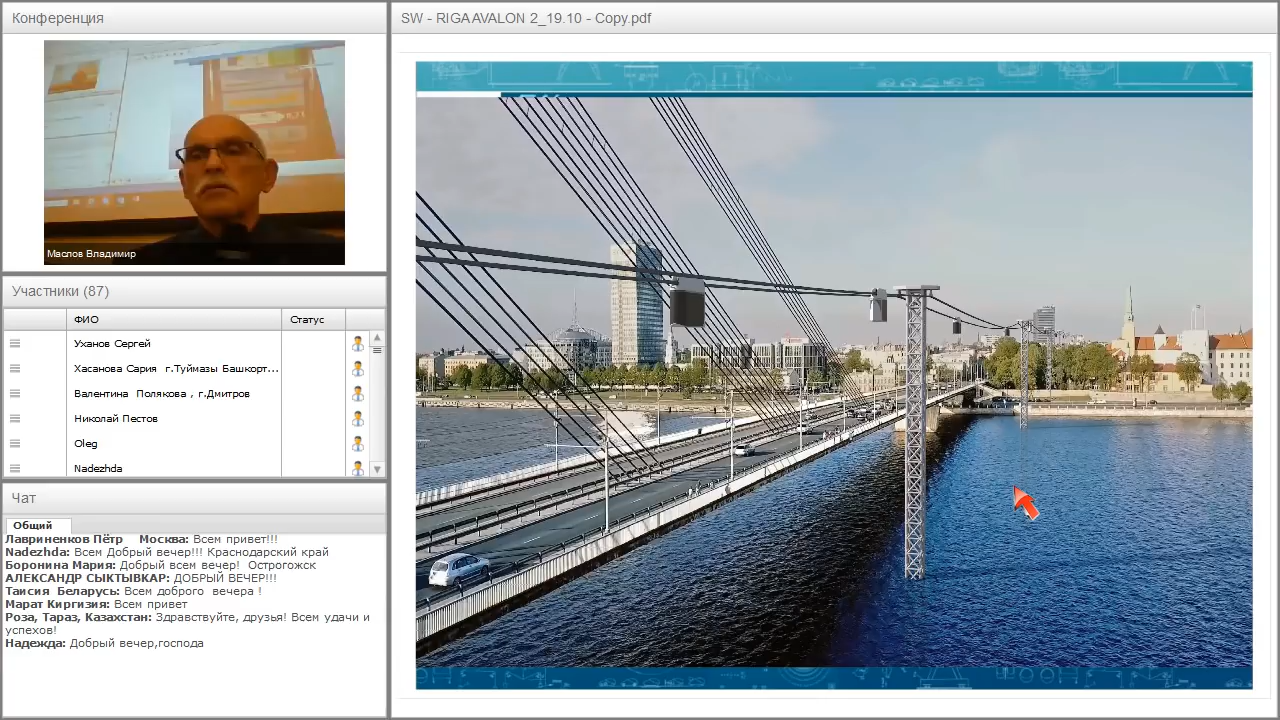 Конференция
SW - RIGAAVALON 2_19.10 - Copy.pdf
Маслов Владимир
Участники (87)
ФИО
Статус
Уханов Сергей
Хасанова Сария г.Туймазы Башкорт...
Валентина Полякова , г.Дмитров
Николай Пестов
Oleg
Nadezhda
Чат
Общий
Лавриненков Пётр Москва: Всем привет!!!
Nadezhda: Всем Добрый вечер!!! Краснодарский край
Боронина Мария: Добрый всем вечер! Острогожск
АЛЕКСАНДР СЫКТЫВКАР: ДОБРЫЙ ВЕЧЕР!!!
Таисия Беларусь: Всем доброго вечера !
Марат Киргизия: Всем привет
Роза, Тараз, Казахстан: Здравствуйте, друзья! Всем удачи и
успехов!
Надежда: Добрый вечер,господа